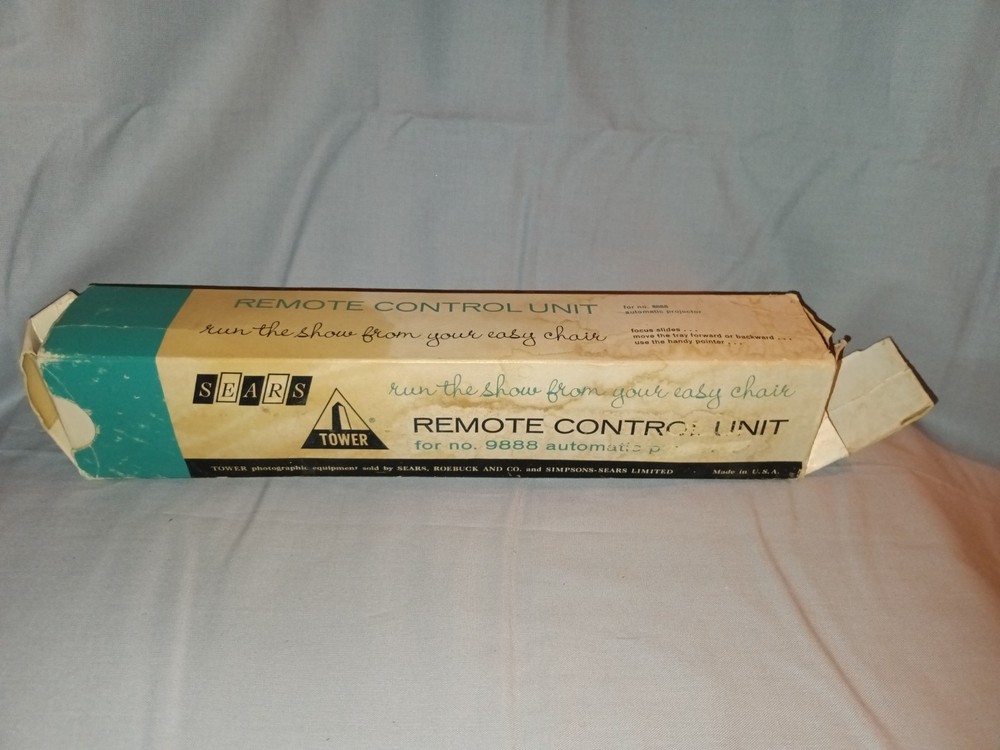 REMOTE CONTROL UNIT
for no. 9888
automatic projector
run the show from your easy chair
focus slides . . .
move the tray forward or backward . . .
use the handy pointer . . .
SEARS
TOWER
run the show from your easy chair
REMOTE CONTROL UNIT
for no. 9888 automatic p
TOWER photographic equipment sold by SEARS, ROEBUCK AND CO. and SIMPSONS-SEARS LIMITED
Made in U.S.A.